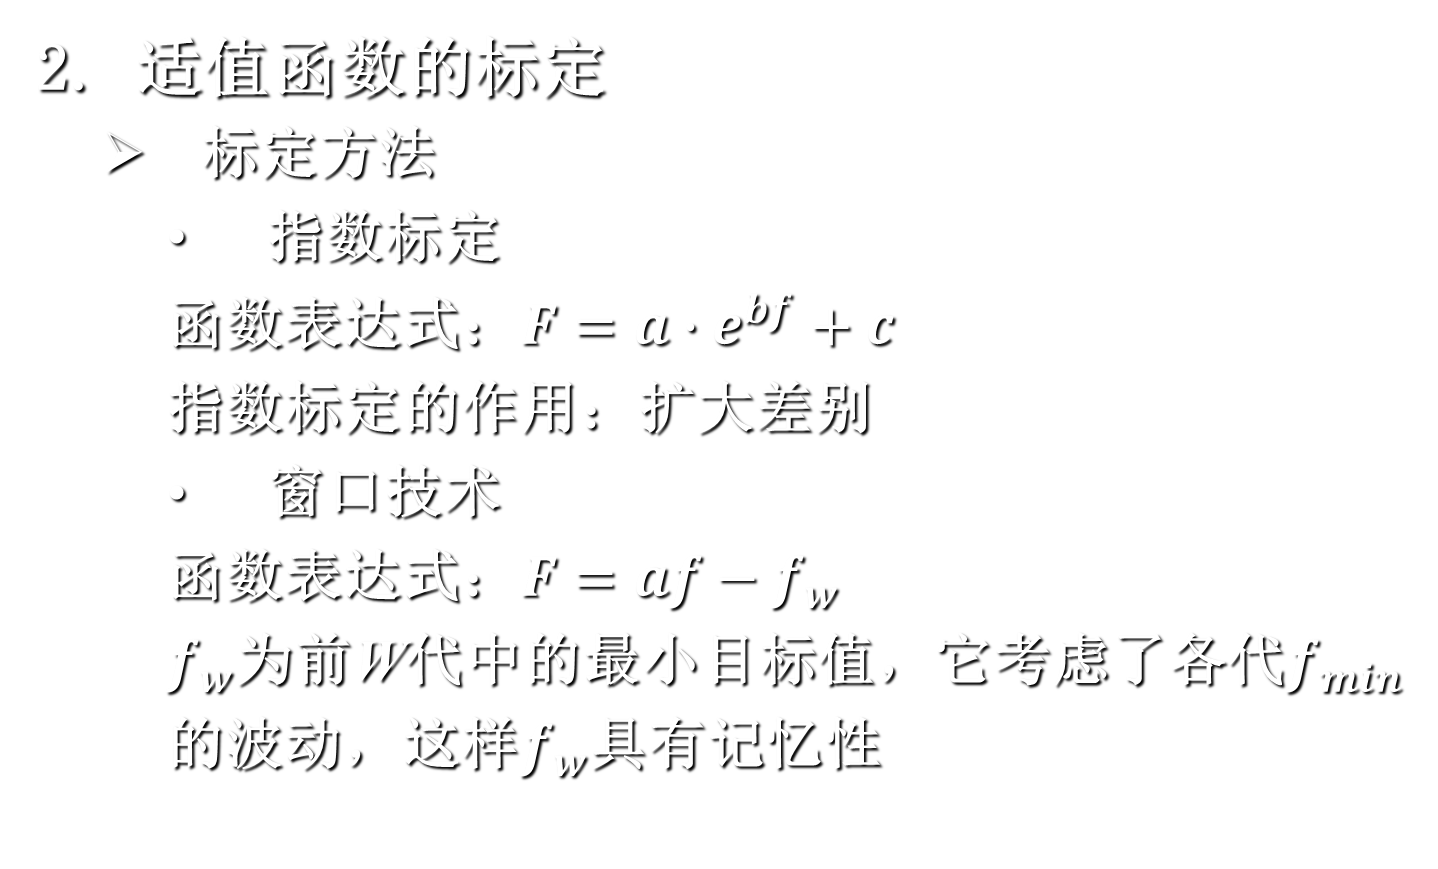 2. 适值函数的标定
➢ 标定方法
• 指数标定
函数表达式：F = a · e^{bf} + c
指数标定的作用：扩大差别
• 窗口技术
函数表达式：F = af − f_w
f_w为前W代中的最小目标值，它考虑了各代f_{min}
的波动，这样f_w具有记忆性